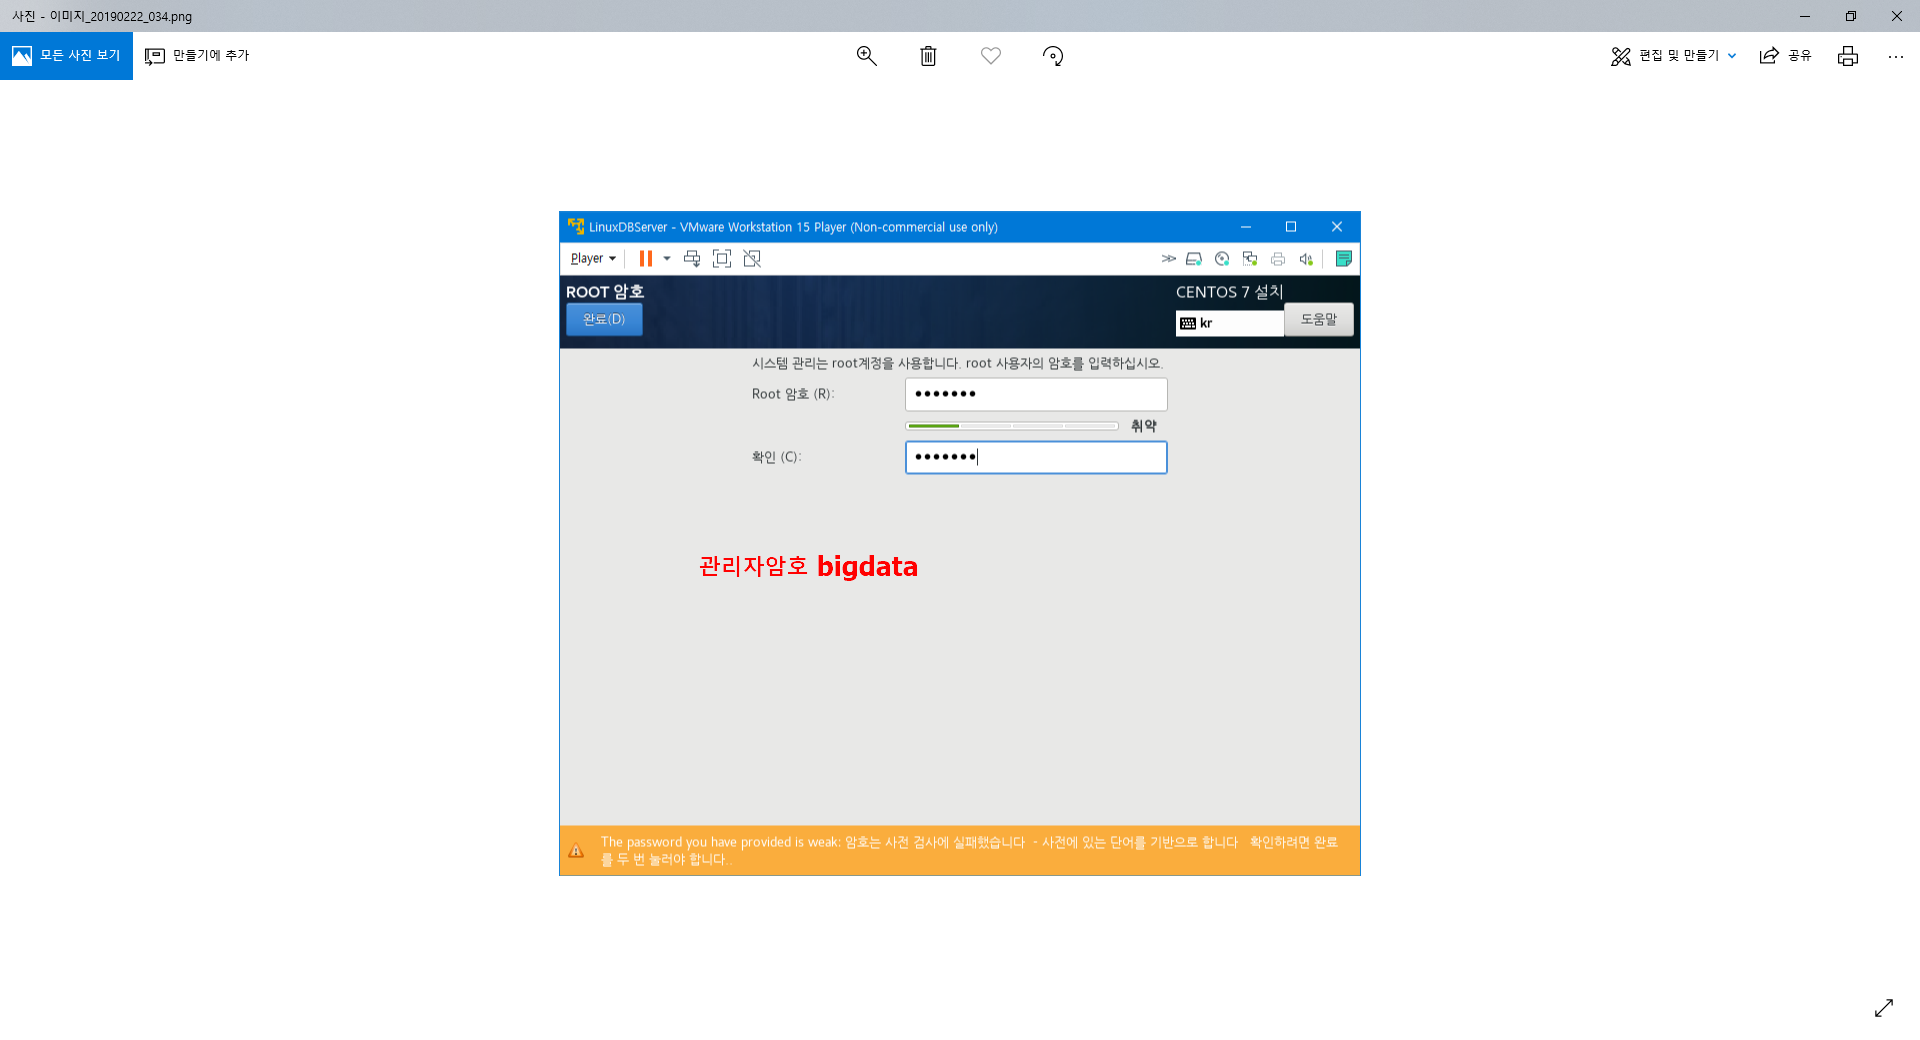 사진 - 이미지_20190222_034.png
모든 사진 보기
만들기에 추가
편집 및 만들기
공유
LinuxDBServer - VMware Workstation 15 Player (Non-commercial use only)
Player
ROOT 암호
CENTOS 7 설치
완료(D)
kr
도움말
시스템 관리는 root계정을 사용합니다. root 사용자의 암호를 입력하십시오.
Root 암호 (R):
●●●●●●●
취약
확인 (C):
●●●●●●●
관리자암호 bigdata
The password you have provided is weak: 암호는 사전 검사에 실패했습니다 - 사전에 있는 단어를 기반으로 합니다 확인하려면 완료
를 두 번 눌러야 합니다..